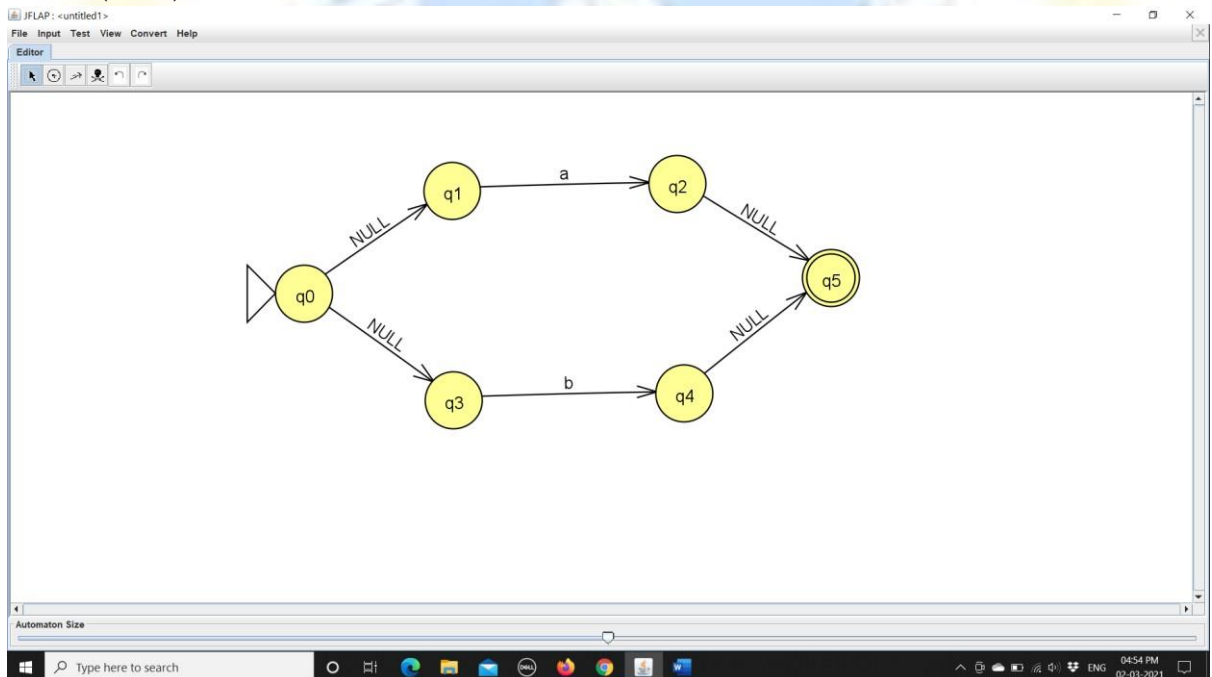 JFLAP : <untitled1>
File Input Test View Convert Help
Editor
a
q1
q2
NULL
NULL
q0
q5
NULL
NULL
b
q3
q4
Automaton Size
Type here to search
DELL
W
ENG
04:54 PM
02-03-2021